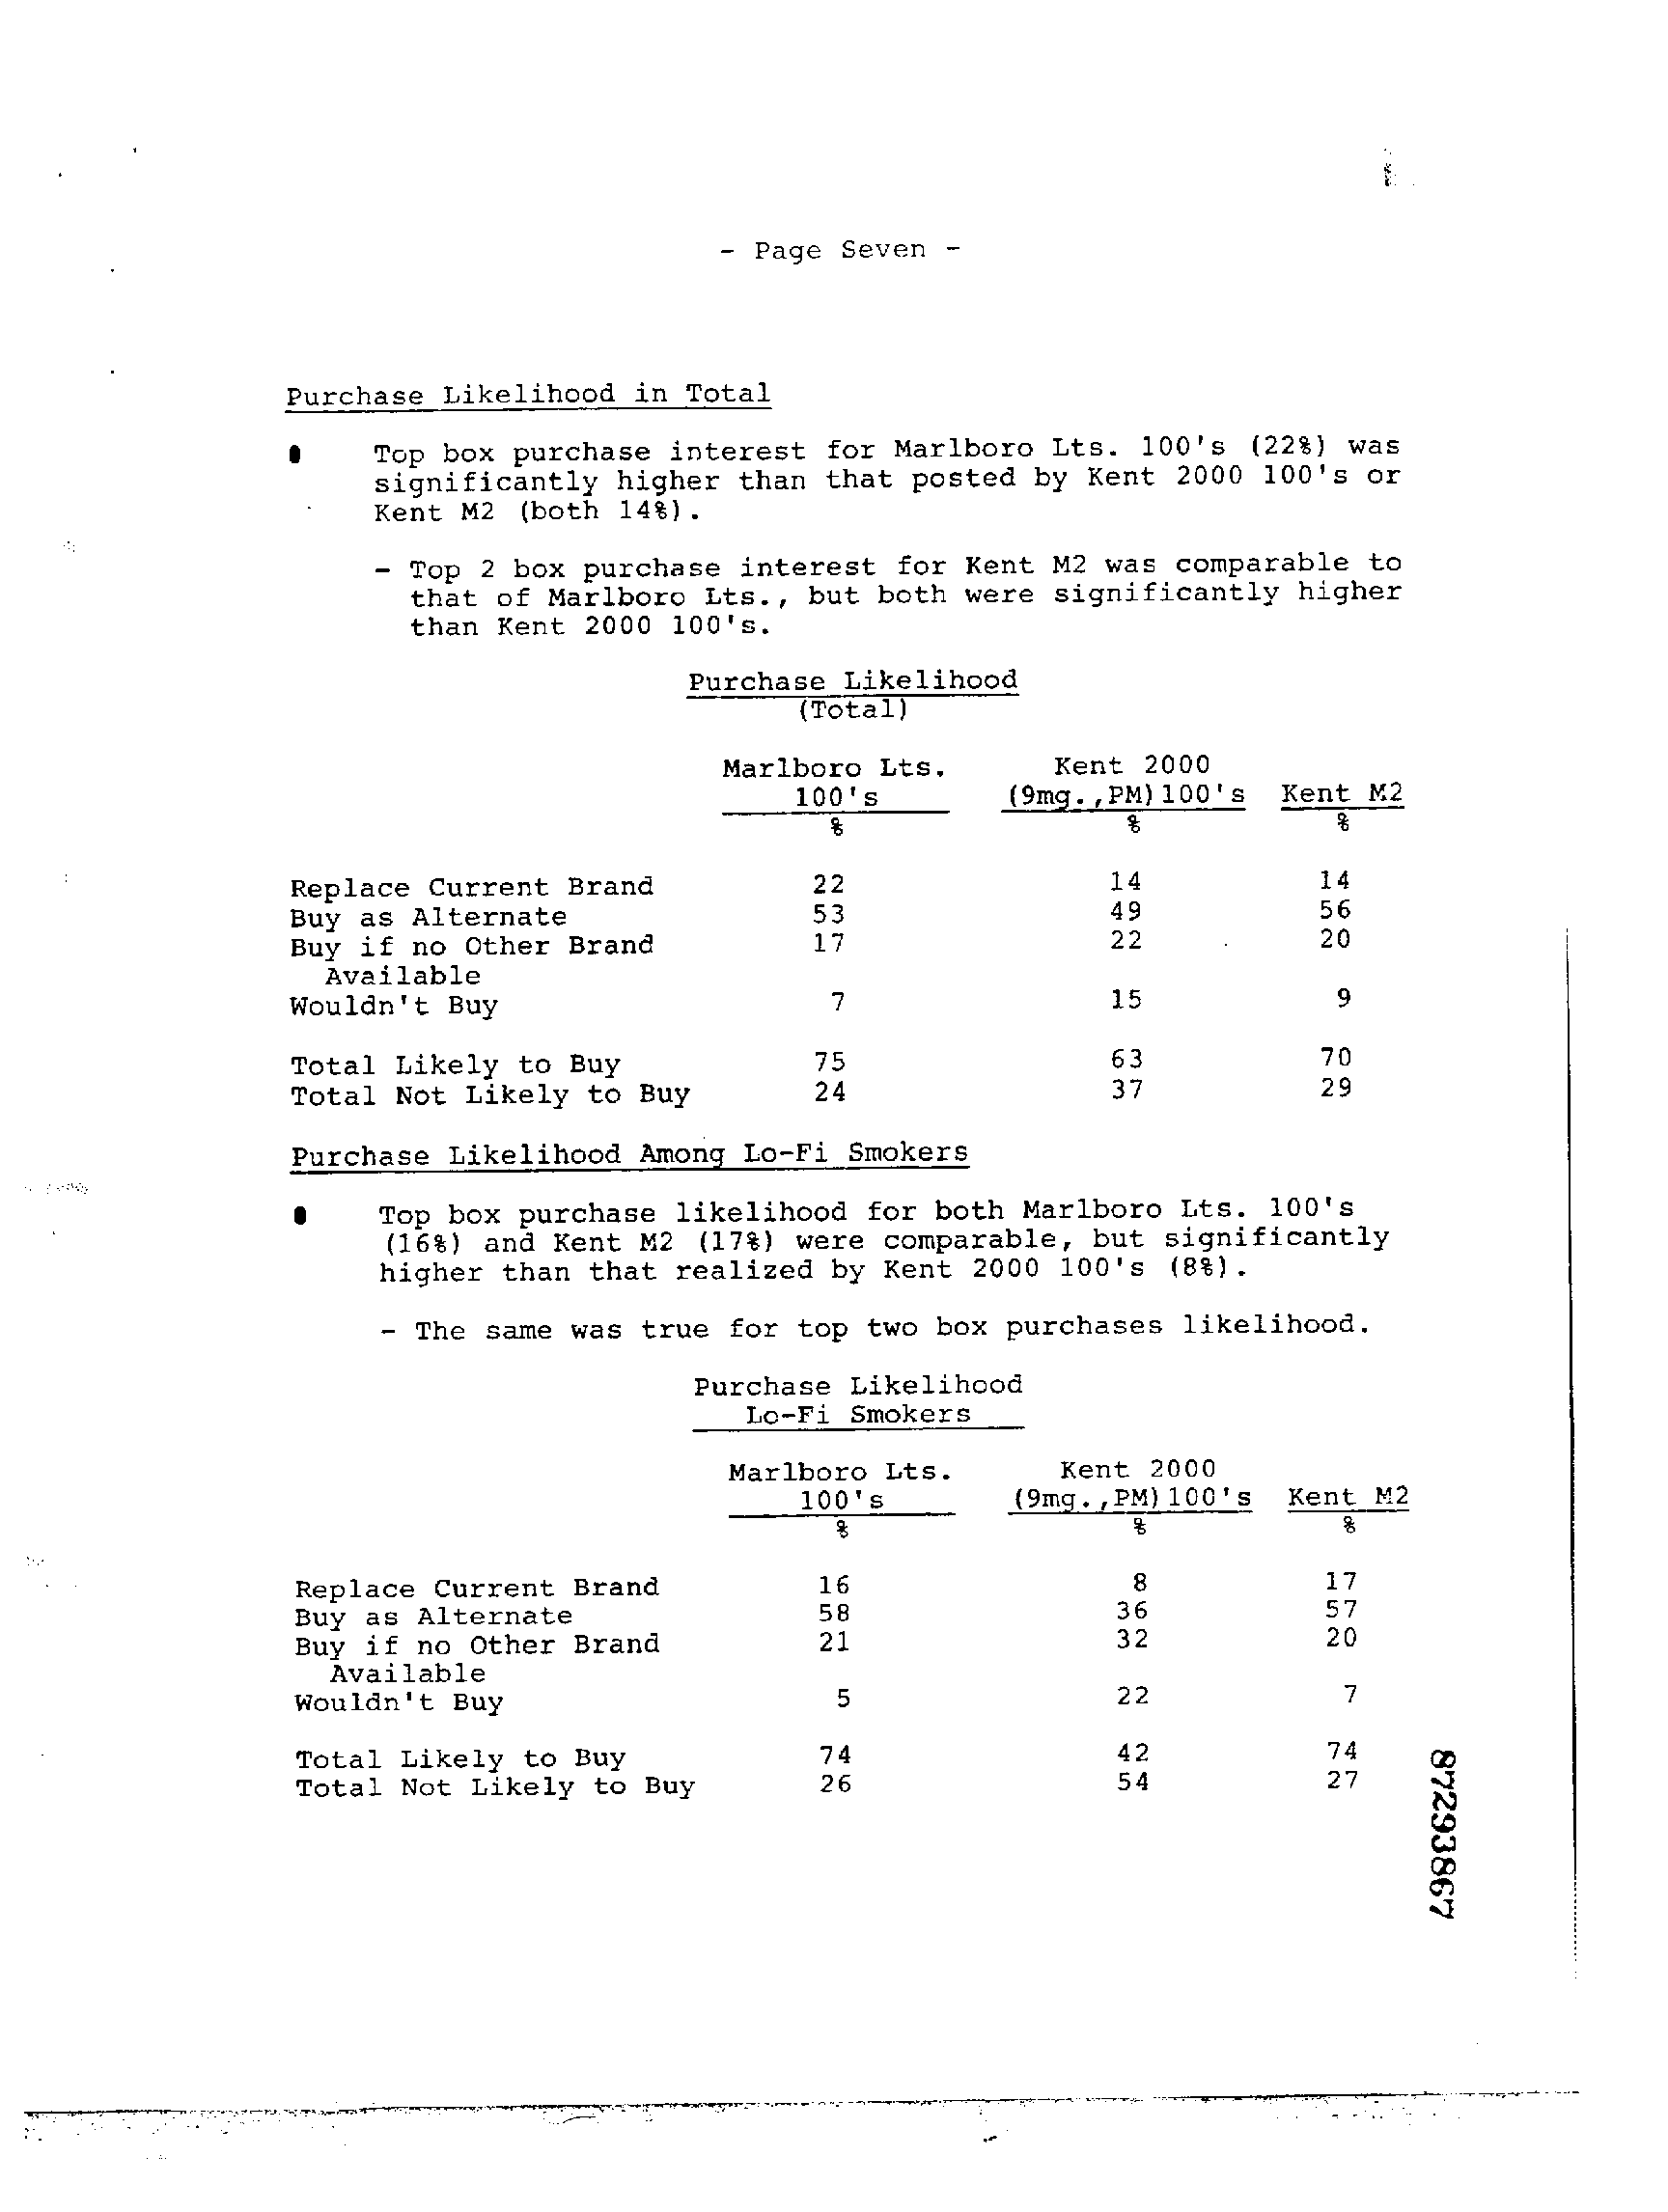 - Page Seven -
Purchase Likelihood in Total
Top box purchase interest for Marlboro Lts. 100's (22%) was
significantly higher than that posted by Kent 2000 100's or
Kent M2 (both 14%).
- Top 2 box purchase interest for Kent M2 was comparable to
that of Marlboro Lts., but both were significantly higher
than Kent 2000 100's.
Purchase Likelihood
(Total)
Marlboro Lts. Kent 2000
100's (9mg.,PM)100's Kent M2
% % %
Replace Current Brand 22 14 14
Buy as Alternate 53 49 56
Buy if no Other Brand 17 22 20
Available
Wouldn't Buy 7 15 9
Total Likely to Buy 75 63 70
Total Not Likely to Buy 24 37 29
Purchase Likelihood Among Lo-Fi Smokers
Top box purchase likelihood for both Marlboro Lts. 100's
(16%) and Kent M2 (17%) were comparable, but significantly
higher than that realized by Kent 2000 100's (8%).
- The same was true for top two box purchases likelihood.
Purchase Likelihood
Lo-Fi Smokers
Marlboro Lts. Kent 2000
100's (9mg.,PM)100's Kent M2
% % %
Replace Current Brand 16 8 17
Buy as Alternate 58 36 57
Buy if no Other Brand 21 32 20
Available
Wouldn't Buy 5 22 7
Total Likely to Buy 74 42 74
Total Not Likely to Buy 26 54 27
87293867